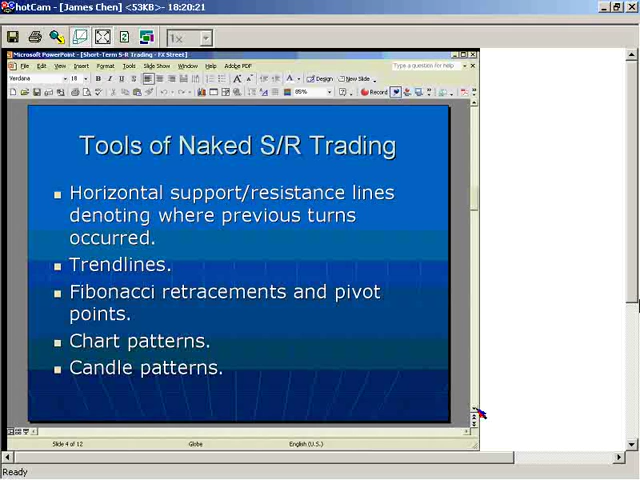 hotCam - [James Chen] <53KB>- 18:20:21
1x
Microsoft PowerPoint - [Short-Term S-R Trading - FX Street]
File Edit View Insert Format Tools Slide Show Window Help Adobe PDF Type a question for help
Verdana 18 B I U S Design New Slide
85% Record
Tools of Naked S/R Trading
Horizontal support/resistance lines
denoting where previous turns
occurred.
Trendlines.
Fibonacci retracements and pivot
points.
Chart patterns.
Candle patterns.
Slide 4 of 12 Globe English (U.S.)
Ready